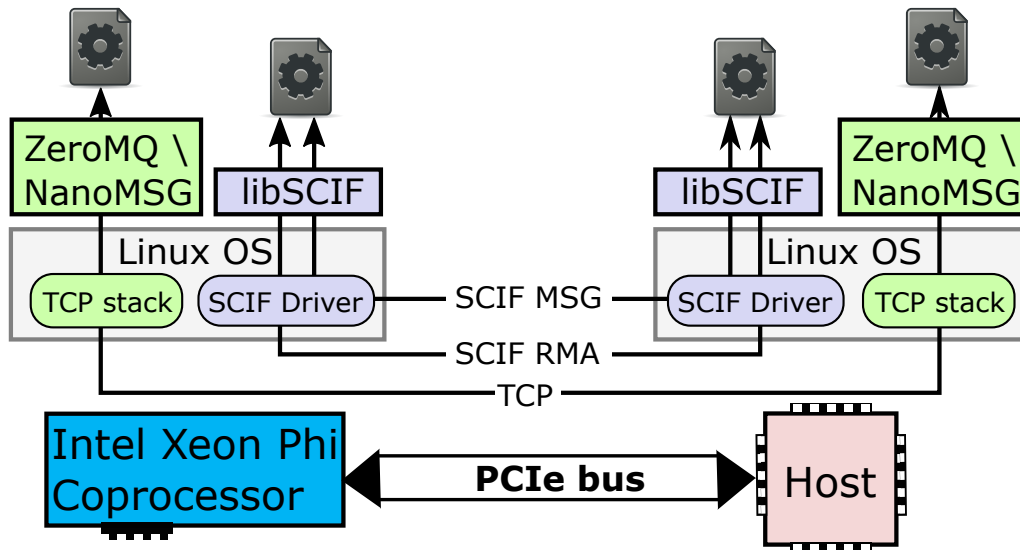 ZeroMQ \
NanoMSG
libSCIF
libSCIF
ZeroMQ \
NanoMSG
Linux OS
Linux OS
TCP stack
SCIF Driver
SCIF MSG
SCIF Driver
TCP stack
SCIF RMA
TCP
Intel Xeon Phi
Coprocessor
PCIe bus
Host